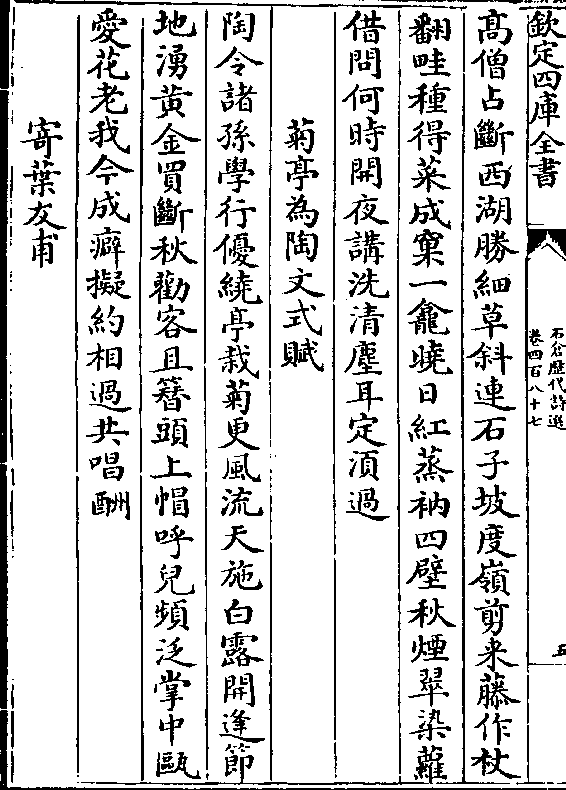 欽定四庫全書
石倉歷代詩選
卷四百八十七
五
髙僧占斷西湖勝細草斜連石子坡度嶺剪来藤作杖
翻畦種得菜成窠一龕曉日紅蒸衲四壁秋煙翠染蘿
借問何時開夜講洗清塵耳定湏過
菊亭為陶文式賦
陶令諸孫學行優繞亭栽菊更風流天施白露開逢節
地湧黄金買斷秋勸客且簪頭上帽呼兒頻泛掌中甌
愛花老我今成癖擬約相過共唱酬
寄葉友甫